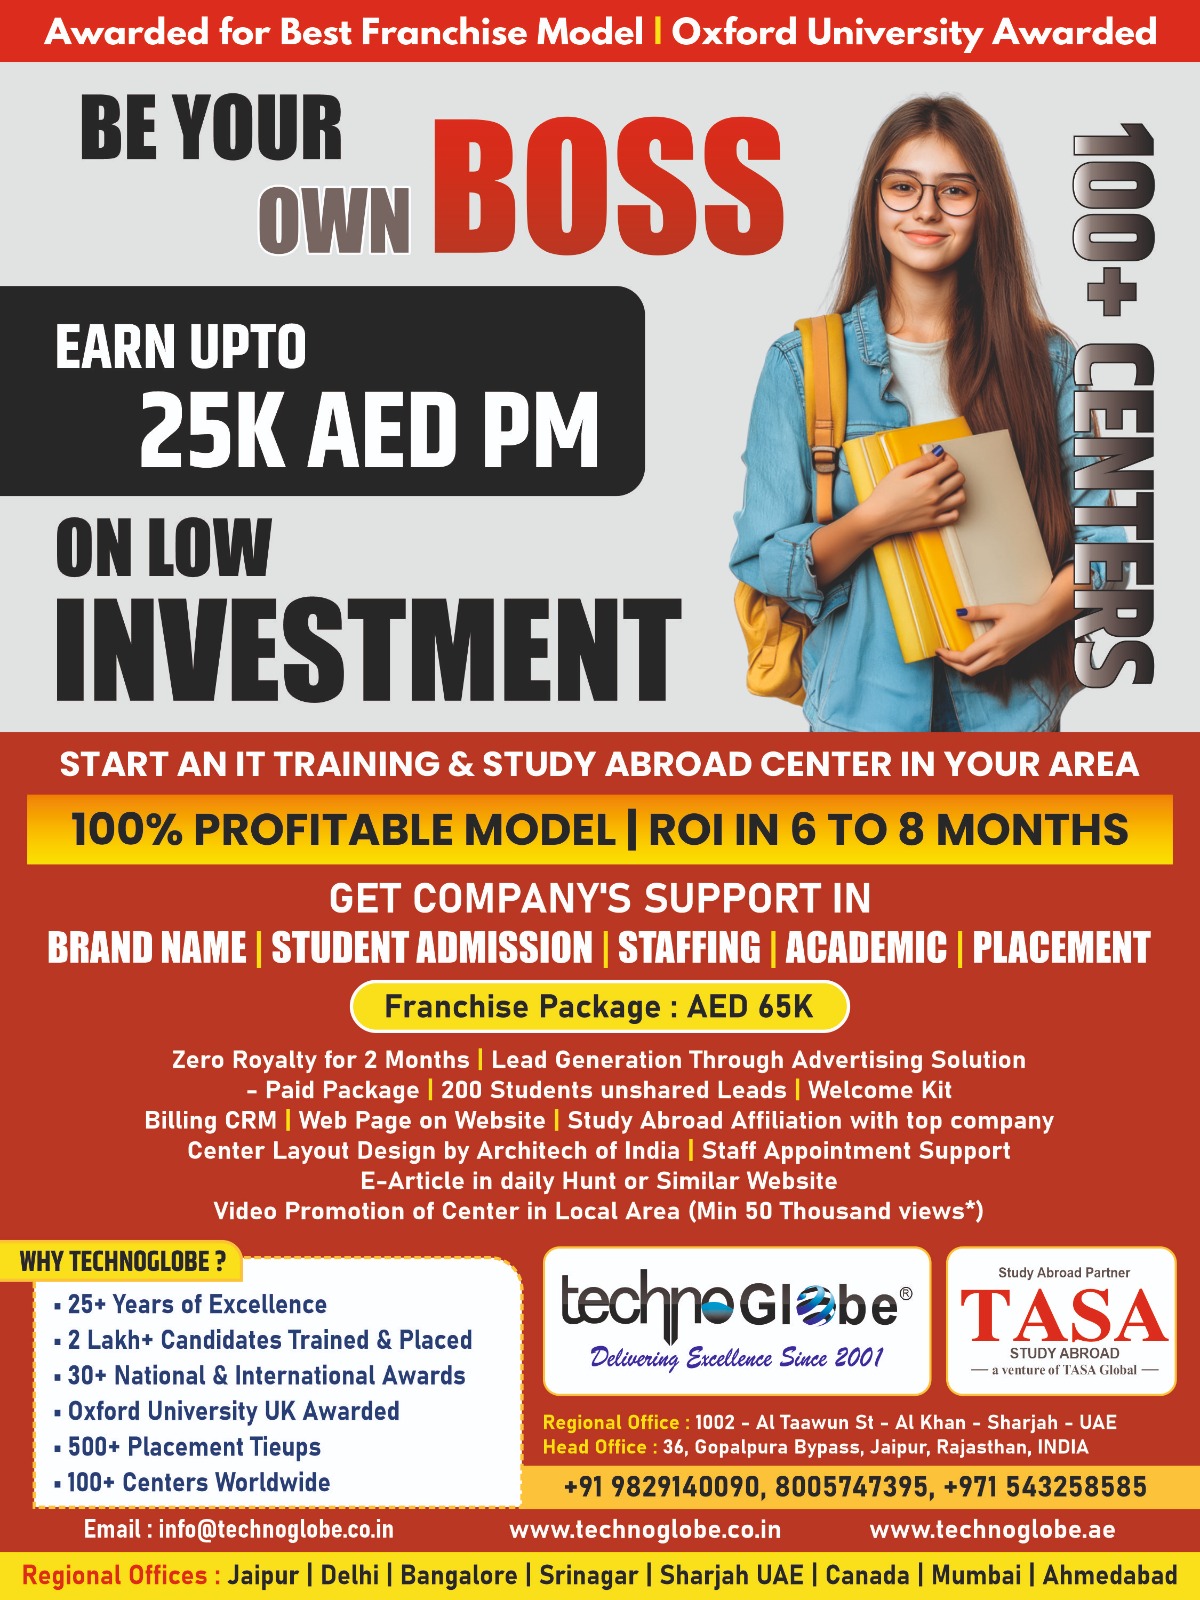 Awarded for Best Franchise Model | Oxford University Awarded
BE YOUR
OWN BOSS
100+ CENTERS
EARN UPTO
25K AED PM
ON LOW
INVESTMENT
START AN IT TRAINING & STUDY ABROAD CENTER IN YOUR AREA
100% PROFITABLE MODEL | ROI IN 6 TO 8 MONTHS
GET COMPANY'S SUPPORT IN
BRAND NAME | STUDENT ADMISSION | STAFFING | ACADEMIC | PLACEMENT
Franchise Package : AED 65K
Zero Royalty for 2 Months | Lead Generation Through Advertising Solution
- Paid Package | 200 Students unshared Leads | Welcome Kit
Billing CRM | Web Page on Website | Study Abroad Affiliation with top company
Center Layout Design by Architech of India | Staff Appointment Support
E-Article in daily Hunt or Similar Website
Video Promotion of Center in Local Area (Min 50 Thousand views*)
WHY TECHNOGLOBE ?
▪ 25+ Years of Excellence
▪ 2 Lakh+ Candidates Trained & Placed
▪ 30+ National & International Awards
▪ Oxford University UK Awarded
▪ 500+ Placement Tieups
▪ 100+ Centers Worldwide
technoGlobe®
Delivering Excellence Since 2001
Study Abroad Partner
TASA
STUDY ABROAD
— a venture of TASA Global —
Regional Office : 1002 - Al Taawun St - Al Khan - Sharjah - UAE
Head Office : 36, Gopalpura Bypass, Jaipur, Rajasthan, INDIA
+91 9829140090, 8005747395, +971 543258585
Email : info@technoglobe.co.in www.technoglobe.co.in www.technoglobe.ae
Regional Offices : Jaipur | Delhi | Bangalore | Srinagar | Sharjah UAE | Canada | Mumbai | Ahmedabad